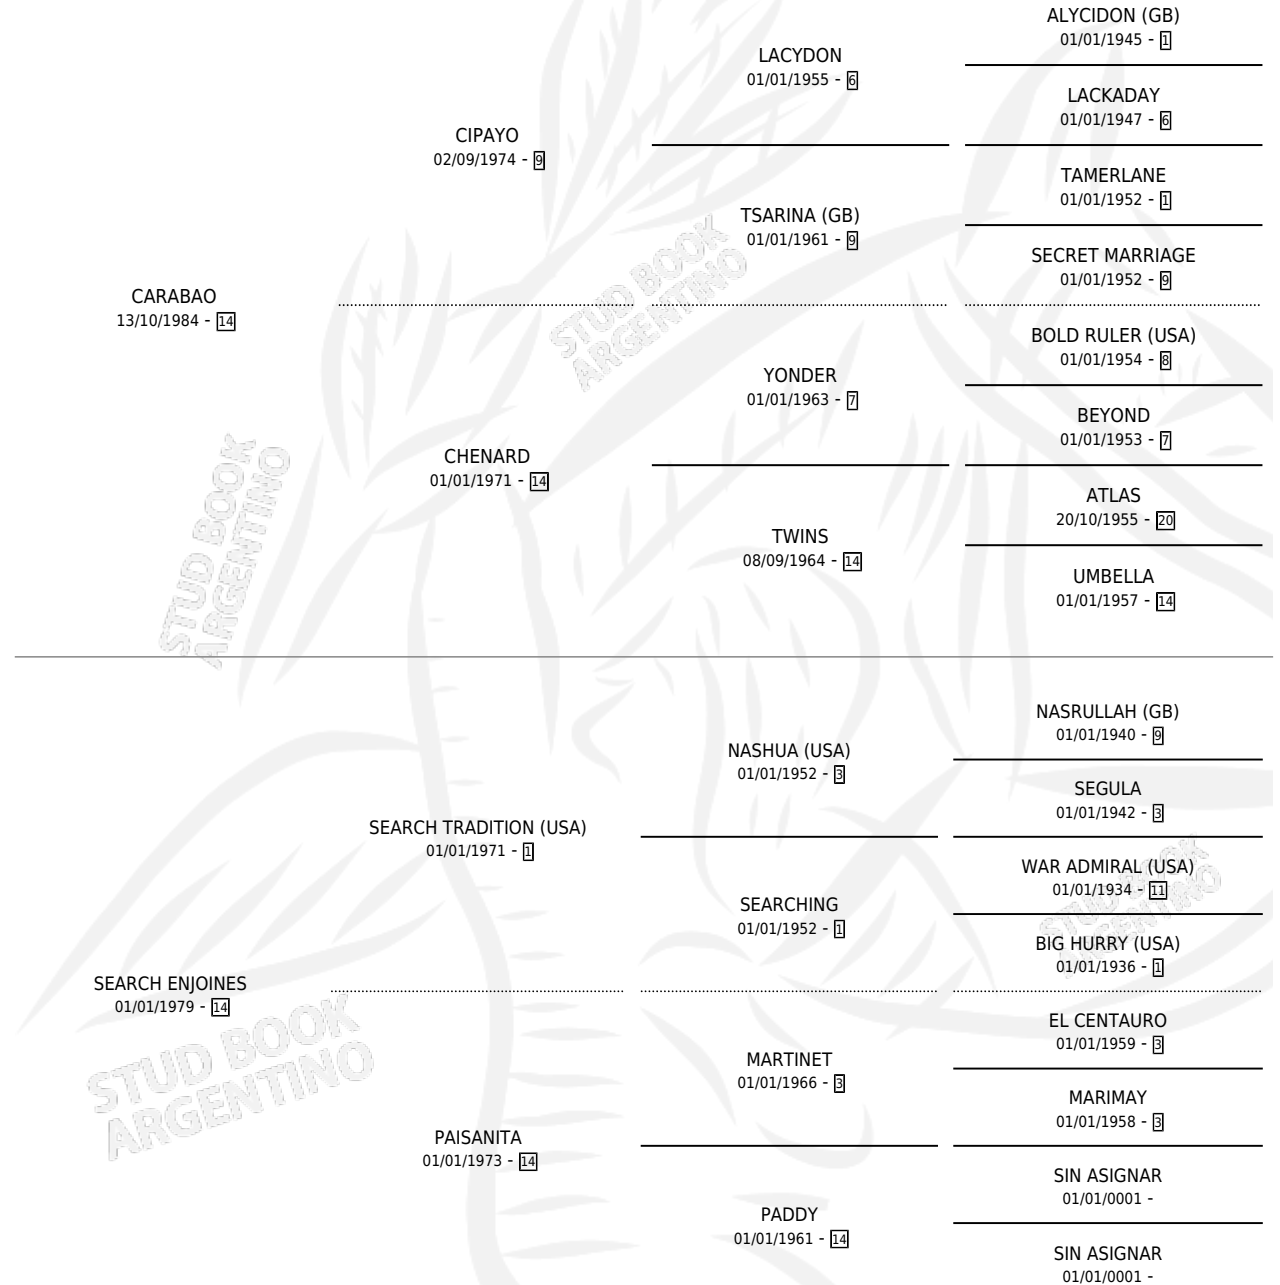 ALYCIDON (GB)
01/01/1945 - 1
LACYDON
01/01/1955 - 6
LACKADAY
01/01/1947 - 6
CIPAYO
02/09/1974 - 9
TAMERLANE
01/01/1952 - 1
TSARINA (GB)
01/01/1961 - 9
SECRET MARRIAGE
01/01/1952 - 9
CARABAO
13/10/1984 - 14
BOLD RULER (USA)
01/01/1954 - 8
YONDER
01/01/1963 - 7
BEYOND
01/01/1953 - 7
CHENARD
01/01/1971 - 14
ATLAS
20/10/1955 - 20
TWINS
08/09/1964 - 14
UMBELLA
01/01/1957 - 14
NASRULLAH (GB)
01/01/1940 - 9
NASHUA (USA)
01/01/1952 - 3
SEGULA
01/01/1942 - 3
SEARCH TRADITION (USA)
01/01/1971 - 1
WAR ADMIRAL (USA)
01/01/1934 - 11
SEARCHING
01/01/1952 - 1
BIG HURRY (USA)
01/01/1936 - 1
SEARCH ENJOINES
01/01/1979 - 14
EL CENTAURO
01/01/1959 - 3
MARTINET
01/01/1966 - 3
MARIMAY
01/01/1958 - 3
PAISANITA
01/01/1973 - 14
SIN ASIGNAR
01/01/0001 -
PADDY
01/01/1961 - 14
SIN ASIGNAR
01/01/0001 -
STUD BOOK
ARGENTINO
STUD BOOK
ARGENTINO
STUD BOOK
ARGENTINO
STUD BOOK
ARGENTINO